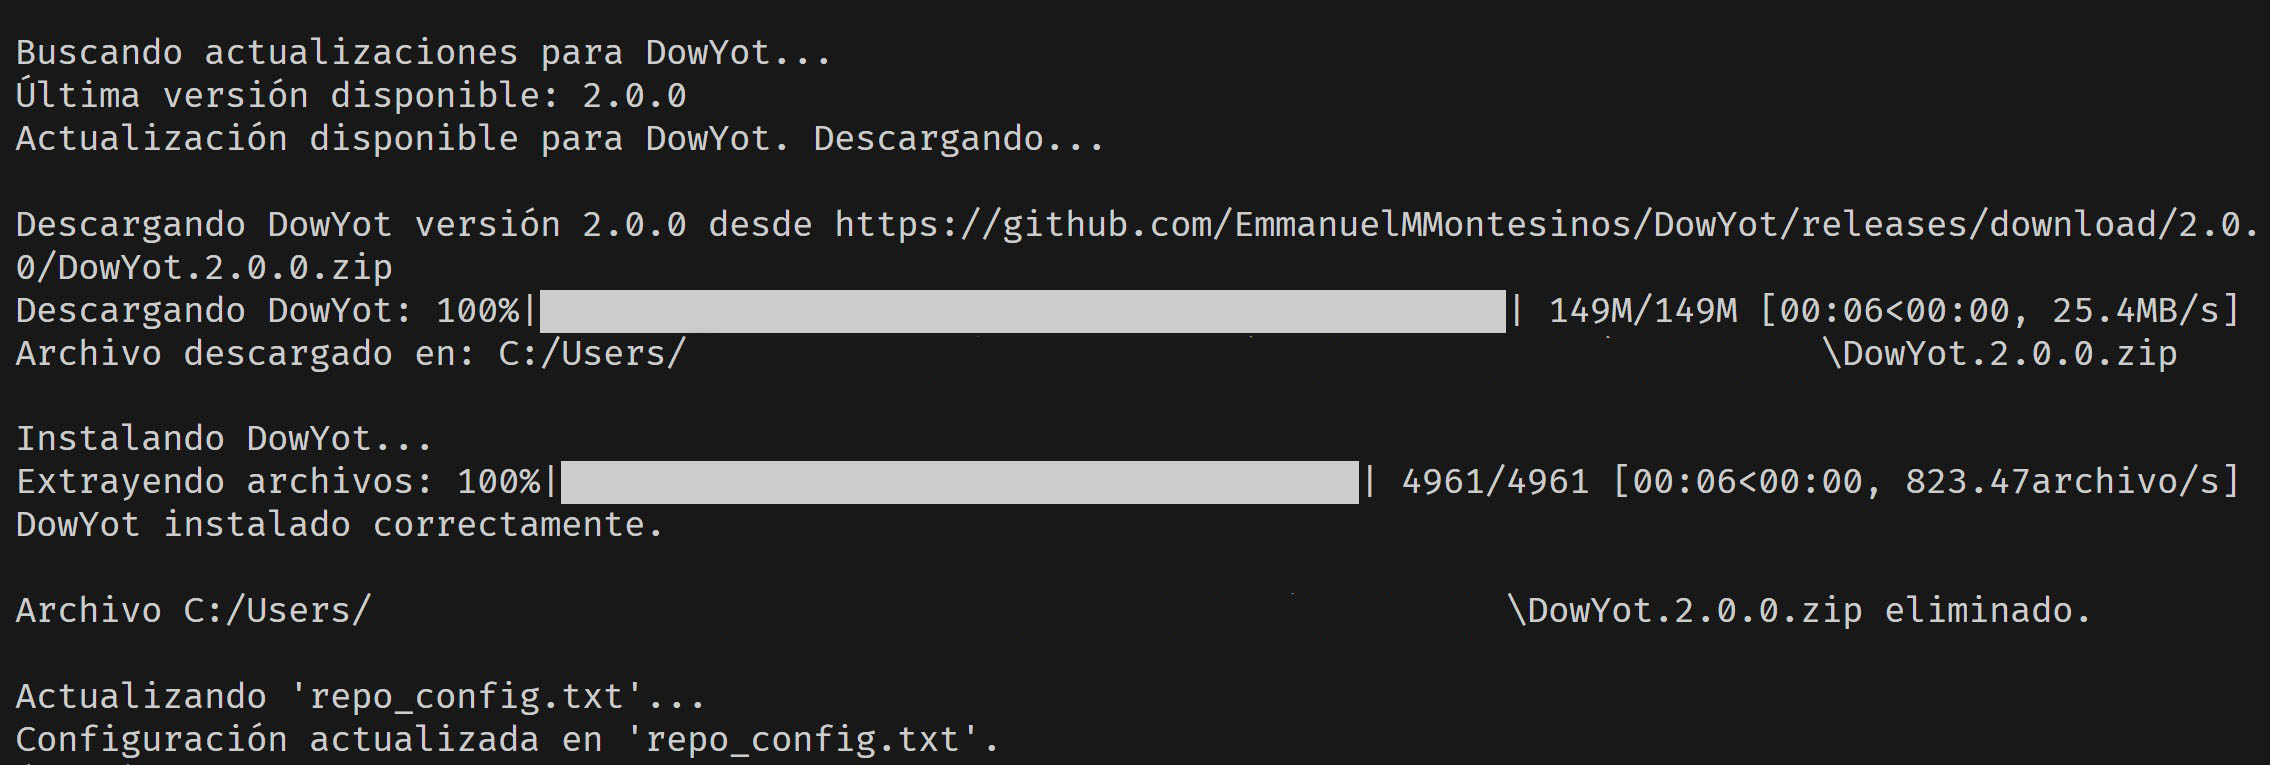 Buscando actualizaciones para DowYot...
Última versión disponible: 2.0.0
Actualización disponible para DowYot. Descargando...
Descargando DowYot versión 2.0.0 desde https://github.com/EmmanuelMMontesinos/DowYot/releases/download/2.0.
0/DowYot.2.0.0.zip
Descargando DowYot: 100%| | 149M/149M [00:06<00:00, 25.4MB/s]
Archivo descargado en: C:/Users/ \DowYot.2.0.0.zip
Instalando DowYot...
Extrayendo archivos: 100%| | 4961/4961 [00:06<00:00, 823.47archivo/s]
DowYot instalado correctamente.
Archivo C:/Users/ \DowYot.2.0.0.zip eliminado.
Actualizando 'repo_config.txt'...
Configuración actualizada en 'repo_config.txt'.